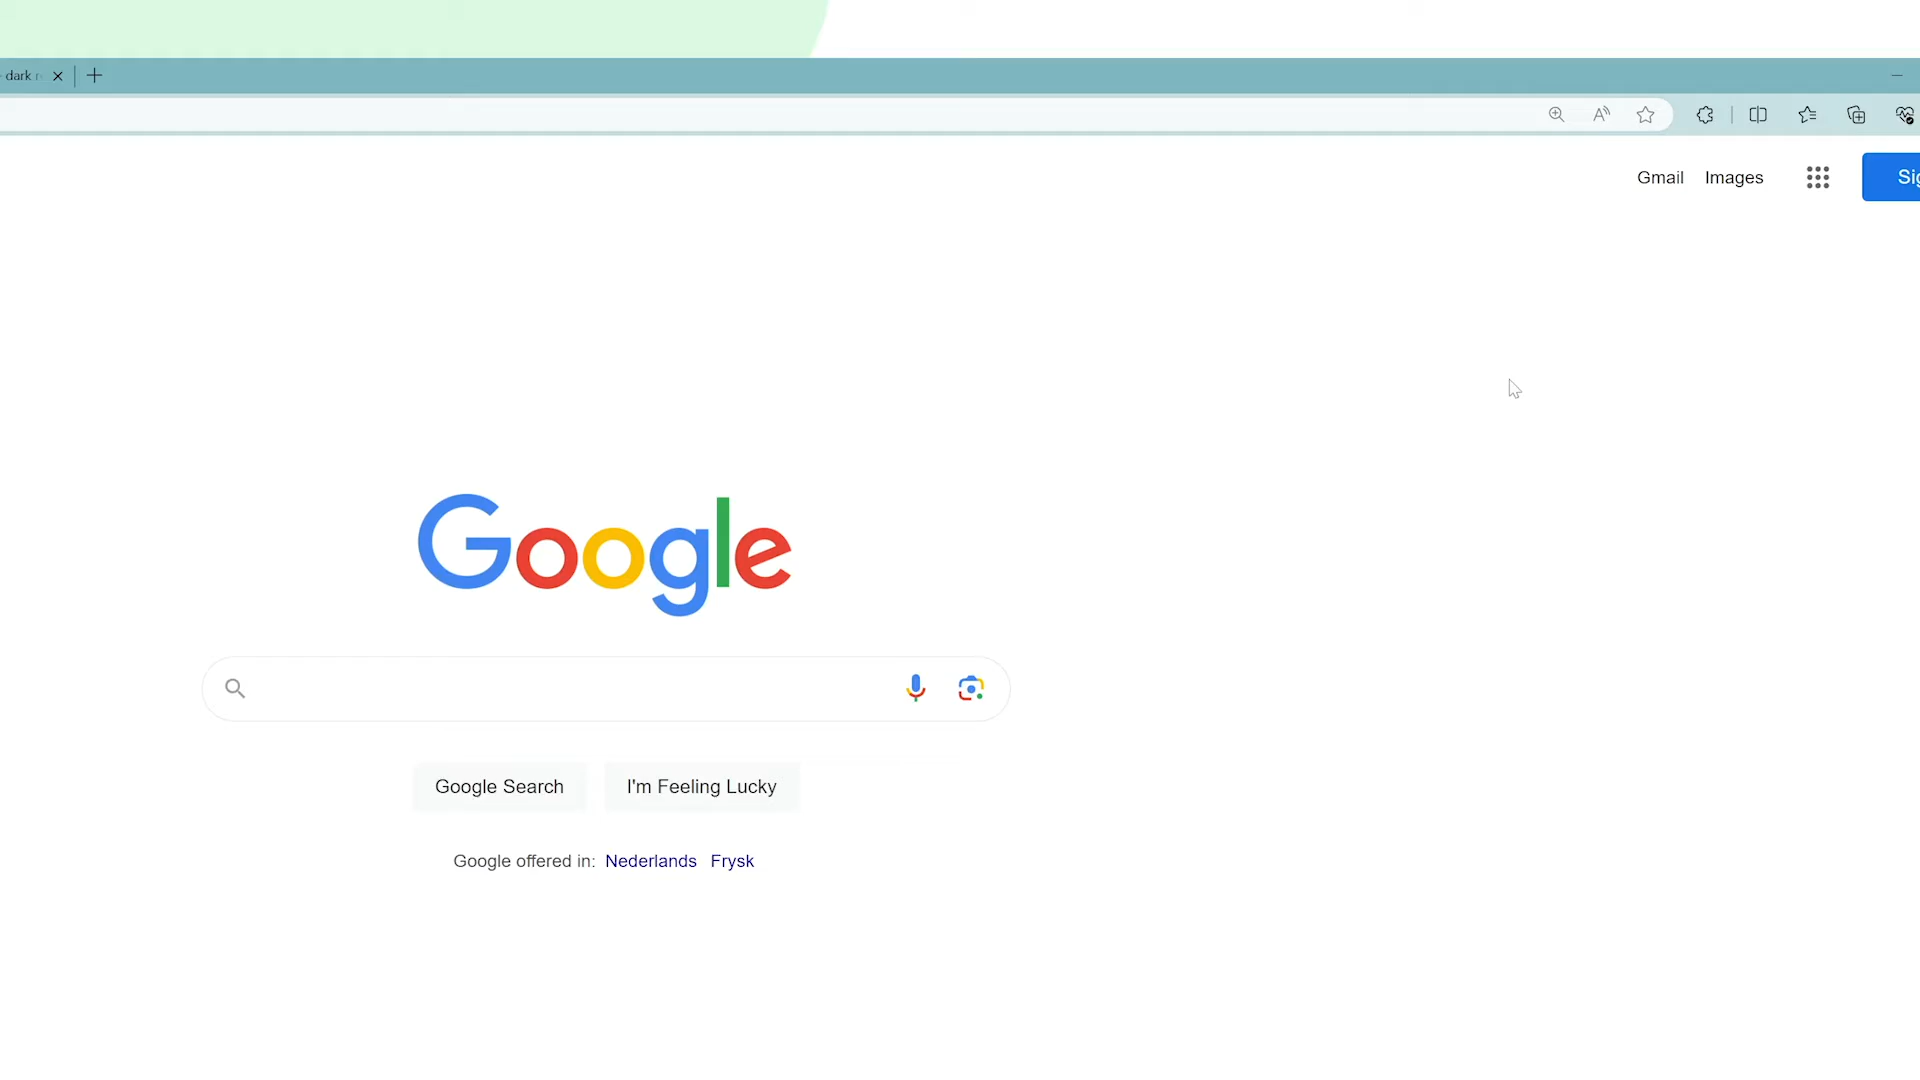 dark
Gmail Images
Google
Google Search I'm Feeling Lucky
Google offered in: Nederlands Frysk